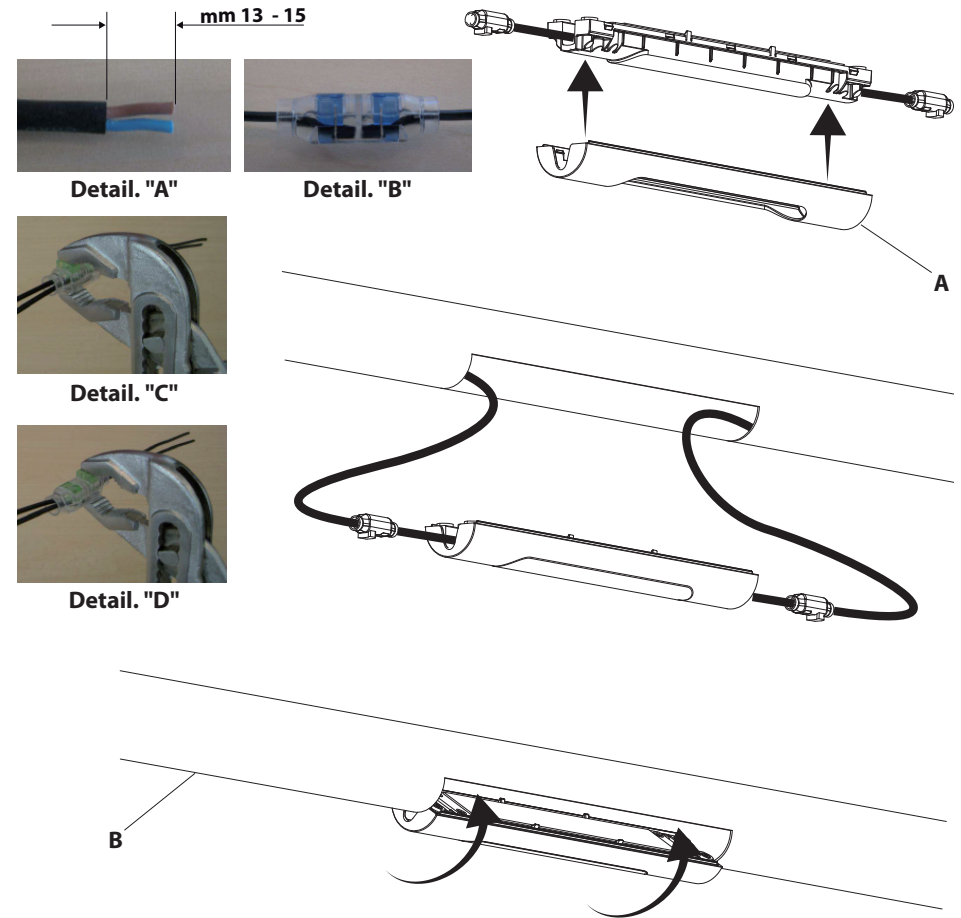 mm 13 - 15
Detail. "A"
Detail. "B"
A
Detail. "C"
Detail. "D"
B